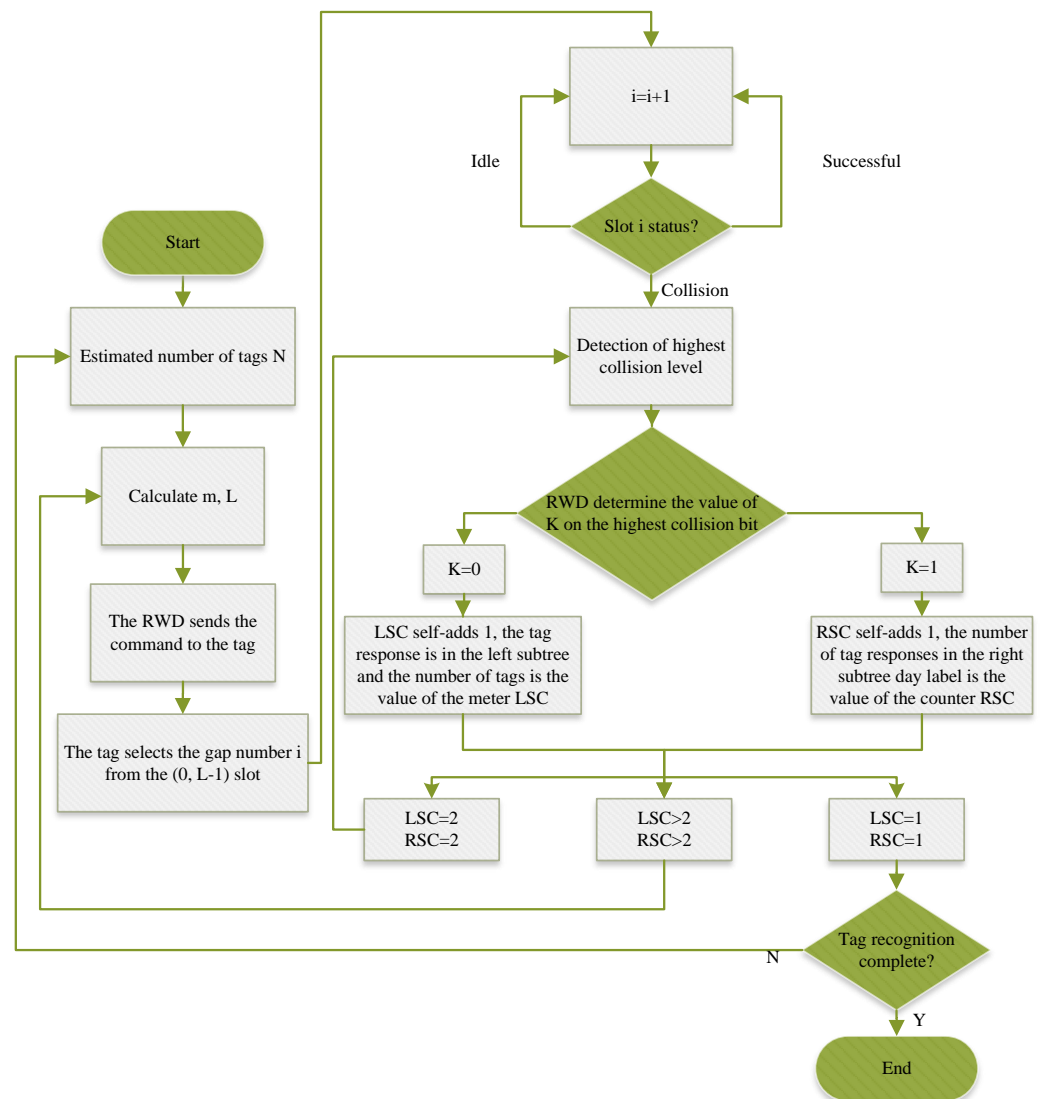 Start
Estimated number of tags N
Calculate m, L
The RWD sends the
command to the tag
The tag selects the gap number i
from the (0, L-1) slot
i=i+1
Idle
Successful
Slot i status?
Collision
Detection of highest
collision level
RWD determine the value of
K on the highest collision bit
K=0
K=1
LSC self-adds 1, the tag
response is in the left subtree
and the number of tags is the
value of the meter LSC
RSC self-adds 1, the number
of tag responses in the right
subtree day label is the
value of the counter RSC
LSC=2
RSC=2
LSC>2
RSC>2
LSC=1
RSC=1
Tag recognition
complete?
N
Y
End